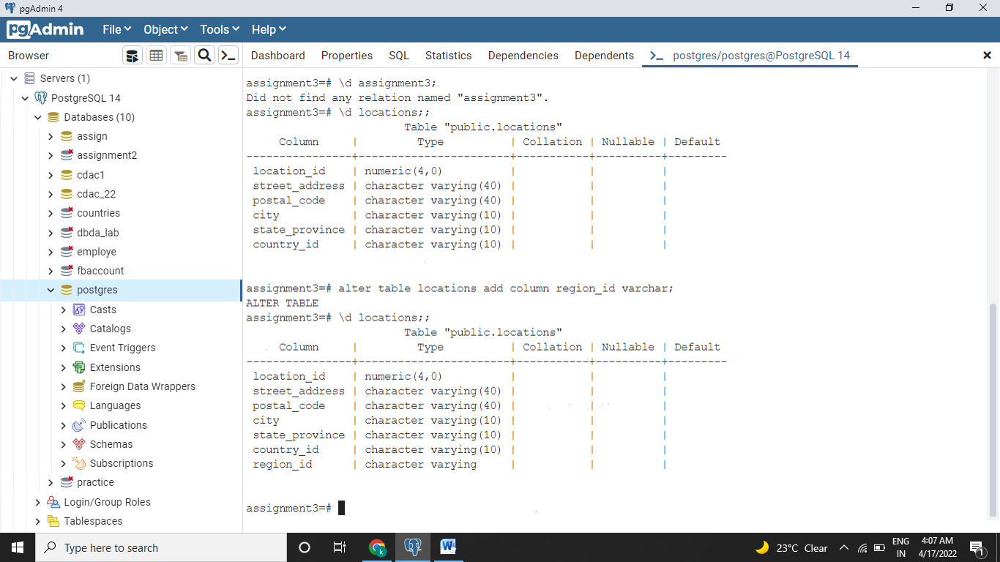 pgAdmin 4
pgAdmin File Object Tools Help
Browser
Dashboard Properties SQL Statistics Dependencies Dependents postgres/postgres@PostgreSQL 14
Servers (1)
PostgreSQL 14
Databases (10)
assign
assignment2
cdac1
cdac_22
countries
dbda_lab
employe
fbaccount
postgres
Casts
Catalogs
Event Triggers
Extensions
Foreign Data Wrappers
Languages
Publications
Schemas
Subscriptions
practice
Login/Group Roles
Tablespaces
assignment3=# \d assignment3;
Did not find any relation named "assignment3".
assignment3=# \d locations;;
Table "public.locations"
Column | Type | Collation | Nullable | Default
----------------+-----------------------+-----------+----------+---------
location_id | numeric(4,0) | | |
street_address | character varying(40) | | |
postal_code | character varying(40) | | |
city | character varying(10) | | |
state_province | character varying(10) | | |
country_id | character varying(10) | | |
assignment3=# alter table locations add column region_id varchar;
ALTER TABLE
assignment3=# \d locations;;
Table "public.locations"
Column | Type | Collation | Nullable | Default
----------------+-----------------------+-----------+----------+---------
location_id | numeric(4,0) | | |
street_address | character varying(40) | | |
postal_code | character varying(40) | | |
city | character varying(10) | | |
state_province | character varying(10) | | |
country_id | character varying(10) | | |
region_id | character varying | | |
assignment3=#
Type here to search
23°C Clear
ENG
IN
4:07 AM
4/17/2022
1